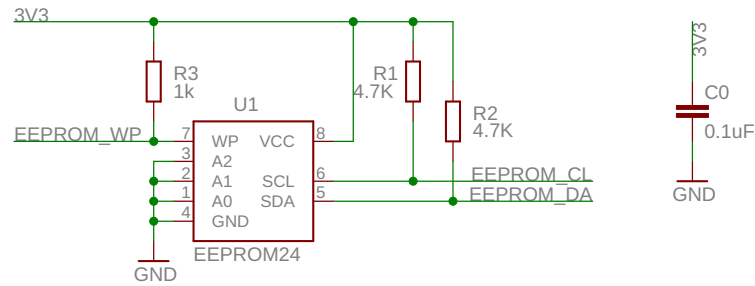 3V3
R3
1k
R1
4.7K
R2
4.7K
3V3
C0
0.1uF
GND
U1
EEPROM_WP
7 WP VCC 8
3 A2
2 A1 SCL 6 EEPROM_CL
1 A0 SDA 5 EEPROM_DA
4 GND
EEPROM24
GND